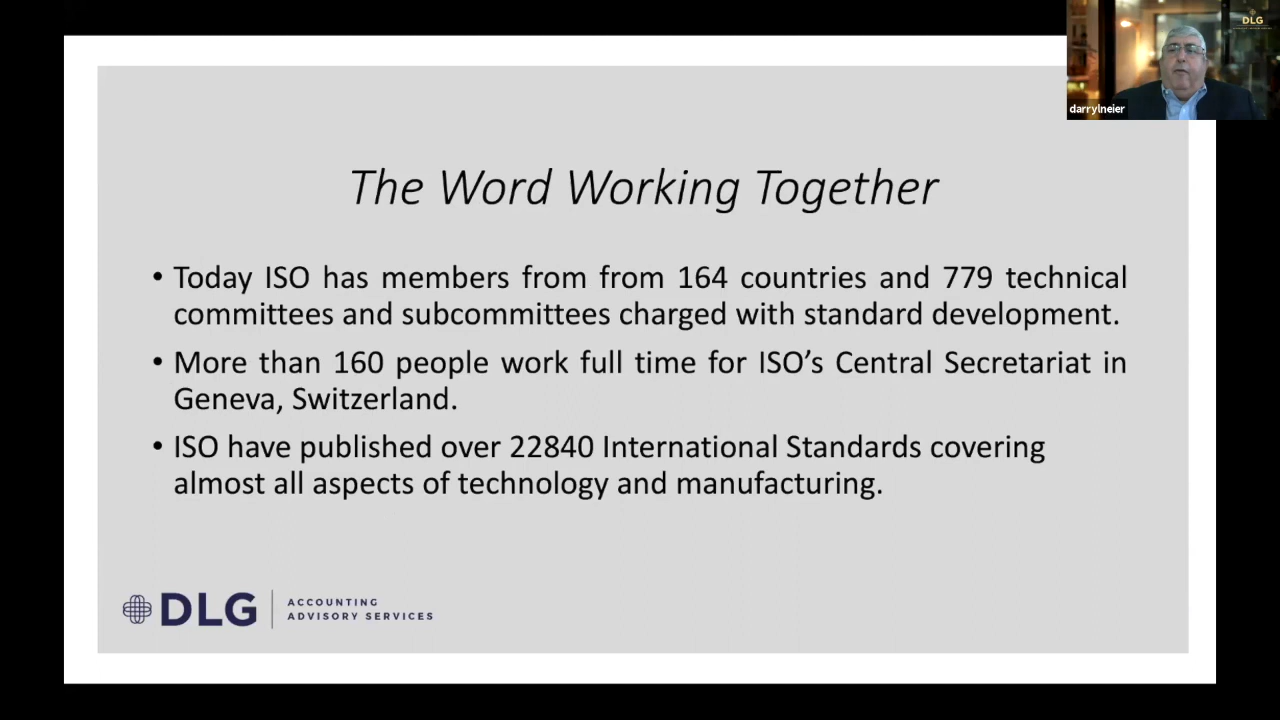 DLG
darrylneier
The Word Working Together
• Today ISO has members from from 164 countries and 779 technical
committees and subcommittees charged with standard development.
• More than 160 people work full time for ISO’s Central Secretariat in
Geneva, Switzerland.
• ISO have published over 22840 International Standards covering
almost all aspects of technology and manufacturing.
DLG
ACCOUNTING
ADVISORY SERVICES